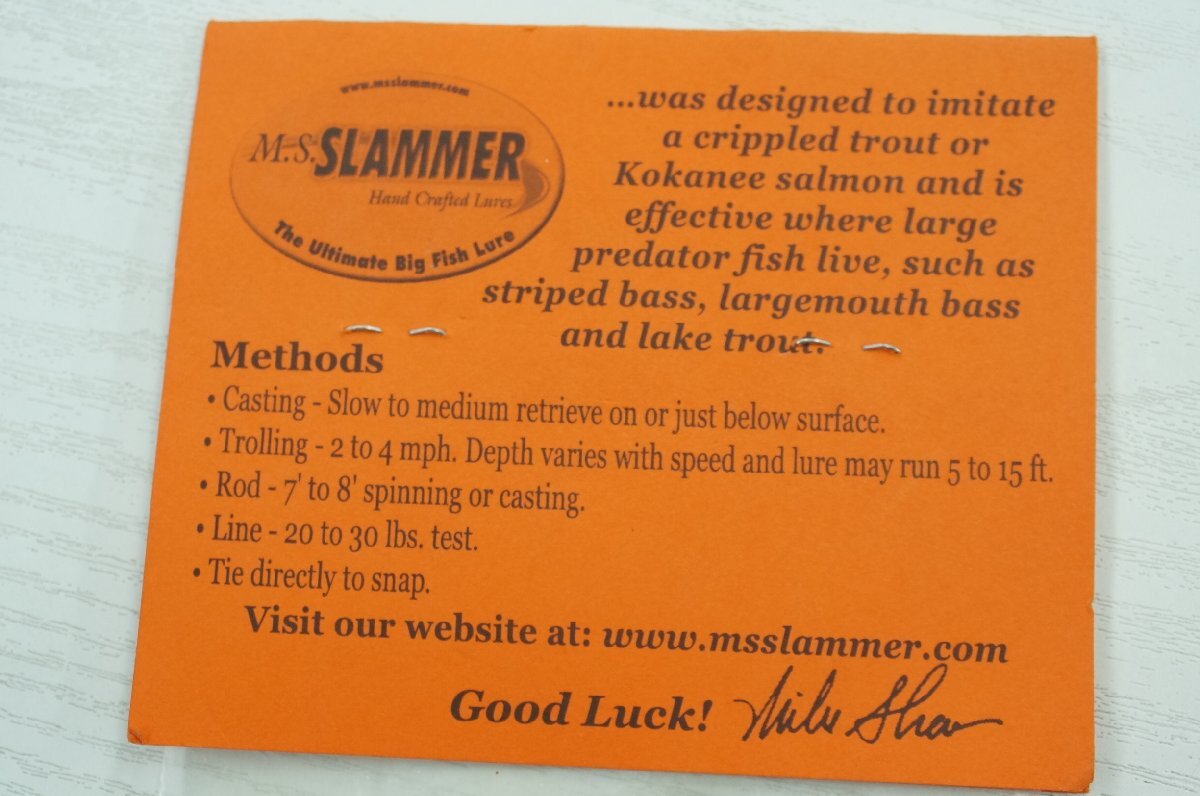 www.msslammer.com
M.S. SLAMMER
Hand Crafted Lures
The Ultimate Big Fish Lure
...was designed to imitate
a crippled trout or
Kokanee salmon and is
effective where large
predator fish live, such as
striped bass, largemouth bass
and lake trout.
Methods
• Casting - Slow to medium retrieve on or just below surface.
• Trolling - 2 to 4 mph. Depth varies with speed and lure may run 5 to 15 ft.
• Rod - 7' to 8' spinning or casting.
• Line - 20 to 30 lbs. test.
• Tie directly to snap.
Visit our website at: www.msslammer.com
Good Luck! Mike Shaw